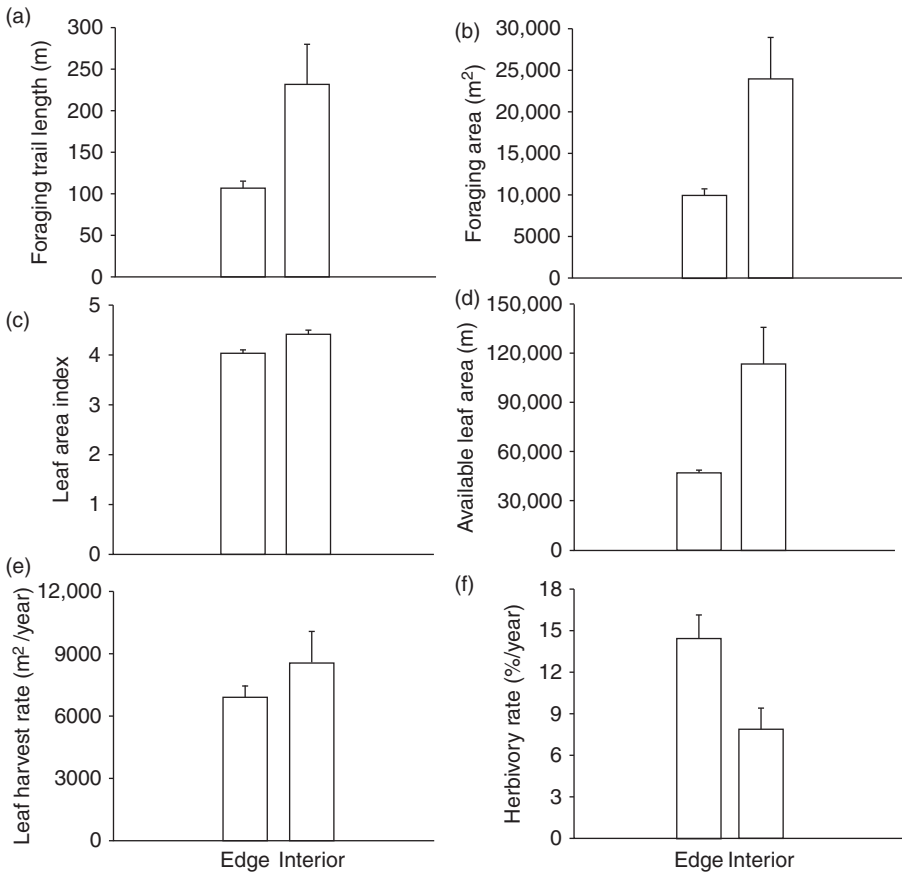 (a)
Foraging trail length (m)
300
250
200
150
100
50
0
(b)
Foraging area (m²)
30,000
25,000
20,000
15,000
10,000
5000
0
(c)
Leaf area index
5
4
3
2
1
0
(d)
Available leaf area (m)
150,000
120,000
90,000
60,000
30,000
0
(e)
Leaf harvest rate (m² /year)
12,000
9000
6000
3000
0
Edge Interior
(f)
Herbivory rate (%/year)
18
15
12
9
6
3
0
Edge Interior